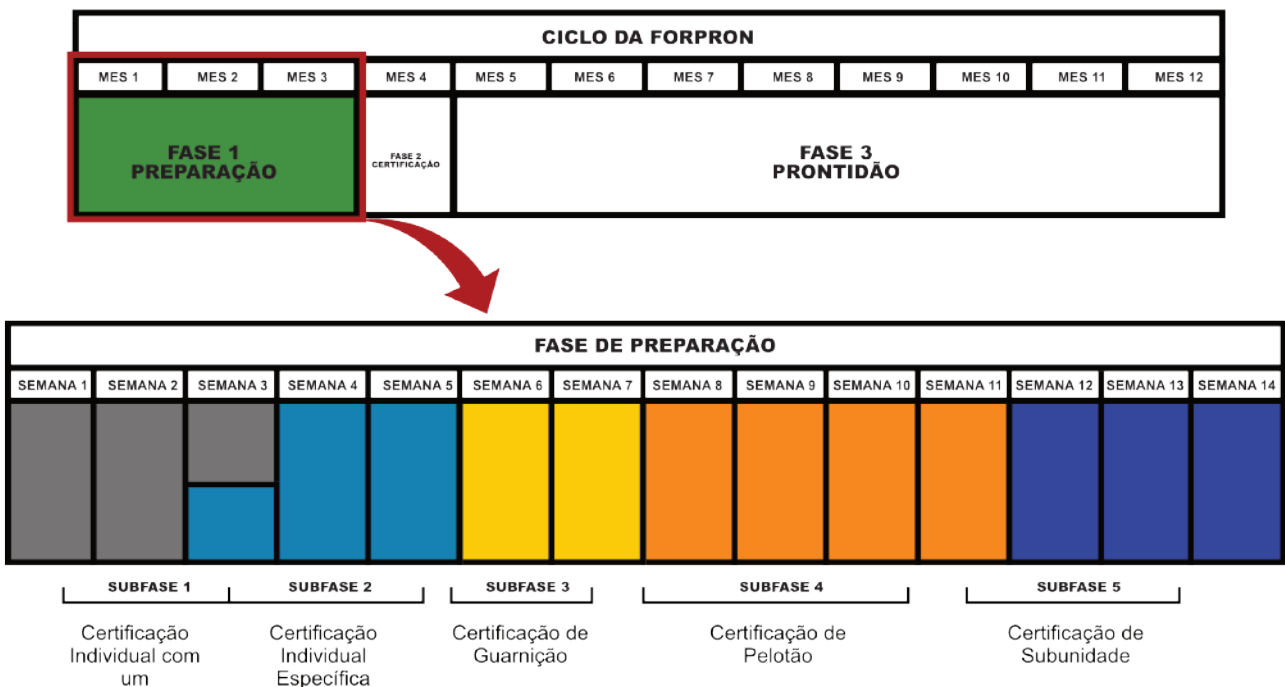 CICLO DA FORPRON
MES 1 MES 2 MES 3 MES 4 MES 5 MES 6 MES 7 MES 8 MES 9 MES 10 MES 11 MES 12
FASE 1
PREPARAÇÃO
FASE 2
CERTIFICAÇÃO
FASE 3
PRONTIDÃO
FASE DE PREPARAÇÃO
SEMANA 1 SEMANA 2 SEMANA 3 SEMANA 4 SEMANA 5 SEMANA 6 SEMANA 7 SEMANA 8 SEMANA 9 SEMANA 10 SEMANA 11 SEMANA 12 SEMANA 13 SEMANA 14
SUBFASE 1 SUBFASE 2 SUBFASE 3 SUBFASE 4 SUBFASE 5
Certificação
Individual com
um
Certificação
Individual
Específica
Certificação de
Guarnição
Certificação de
Pelotão
Certificação de
Subunidade